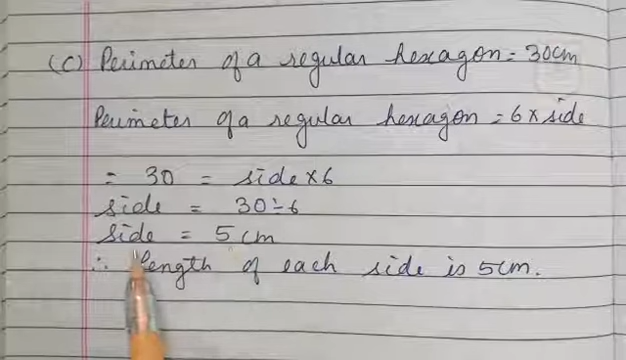 (C) Perimeter of a regular hexagon = 30cm
Perimeter of a regular hexagon = 6 x side
= 30 = side x 6
side = 30 ÷ 6
side = 5 cm
∴ length of each side is 5cm.